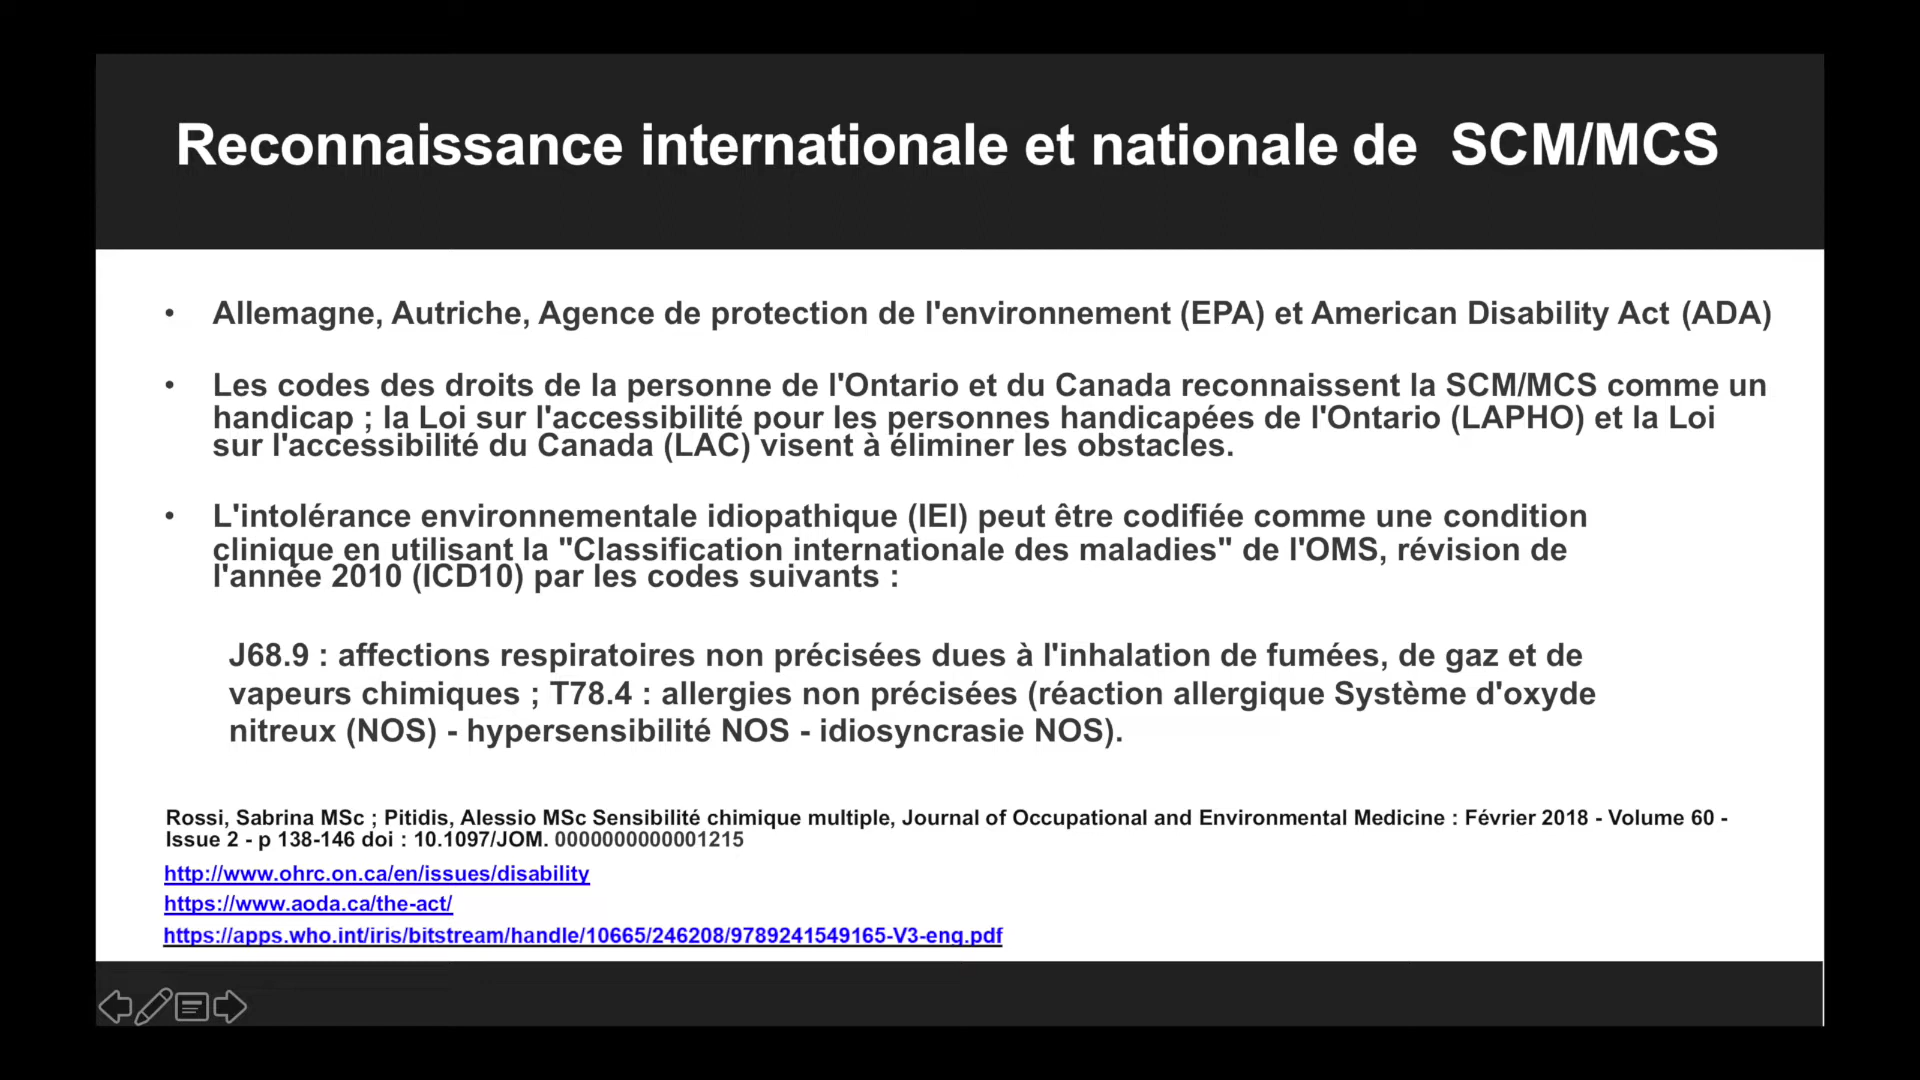 Reconnaissance internationale et nationale de SCM/MCS
• Allemagne, Autriche, Agence de protection de l'environnement (EPA) et American Disability Act (ADA)
• Les codes des droits de la personne de l'Ontario et du Canada reconnaissent la SCM/MCS comme un
handicap ; la Loi sur l'accessibilité pour les personnes handicapées de l'Ontario (LAPHO) et la Loi
sur l'accessibilité du Canada (LAC) visent à éliminer les obstacles.
• L'intolérance environnementale idiopathique (IEI) peut être codifiée comme une condition
clinique en utilisant la "Classification internationale des maladies" de l'OMS, révision de
l'année 2010 (ICD10) par les codes suivants :
J68.9 : affections respiratoires non précisées dues à l'inhalation de fumées, de gaz et de
vapeurs chimiques ; T78.4 : allergies non précisées (réaction allergique Système d'oxyde
nitreux (NOS) - hypersensibilité NOS - idiosyncrasie NOS).
Rossi, Sabrina MSc ; Pitidis, Alessio MSc Sensibilité chimique multiple, Journal of Occupational and Environmental Medicine : Février 2018 - Volume 60 -
Issue 2 - p 138-146 doi : 10.1097/JOM. 0000000000001215
http://www.ohrc.on.ca/en/issues/disability
https://www.aoda.ca/the-act/
https://apps.who.int/iris/bitstream/handle/10665/246208/9789241549165-V3-eng.pdf